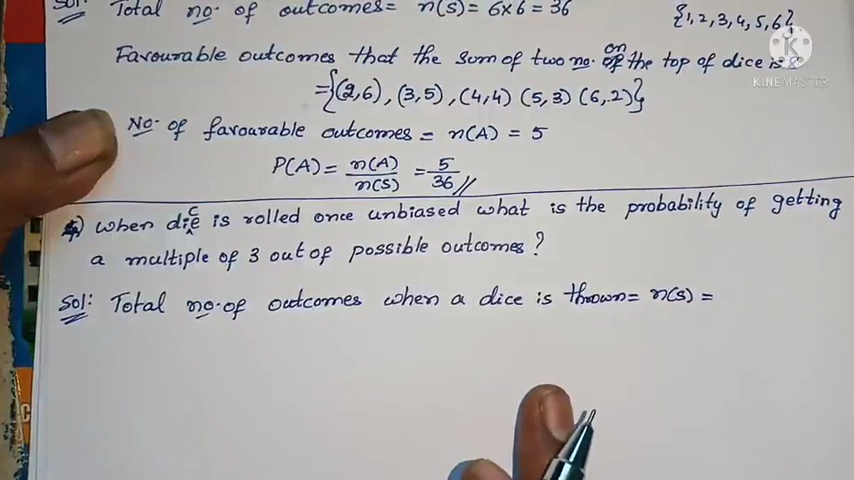 Sol: Total no. of outcomes = n(S) = 6x6 = 36
{1,2,3,4,5,6}
Favourable outcomes that the sum of two no. on the top of dice is 8
= {(2,6), (3,5), (4,4) (5,3) (6,2)}
No. of favourable outcomes = n(A) = 5
P(A) = n(A)/n(S) = 5/36 //
4) When dice is rolled once unbiased what is the probability of getting
a multiple of 3 out of possible outcomes?
Sol: Total no. of outcomes when a dice is thrown = n(S) =
K
KINEMASTER